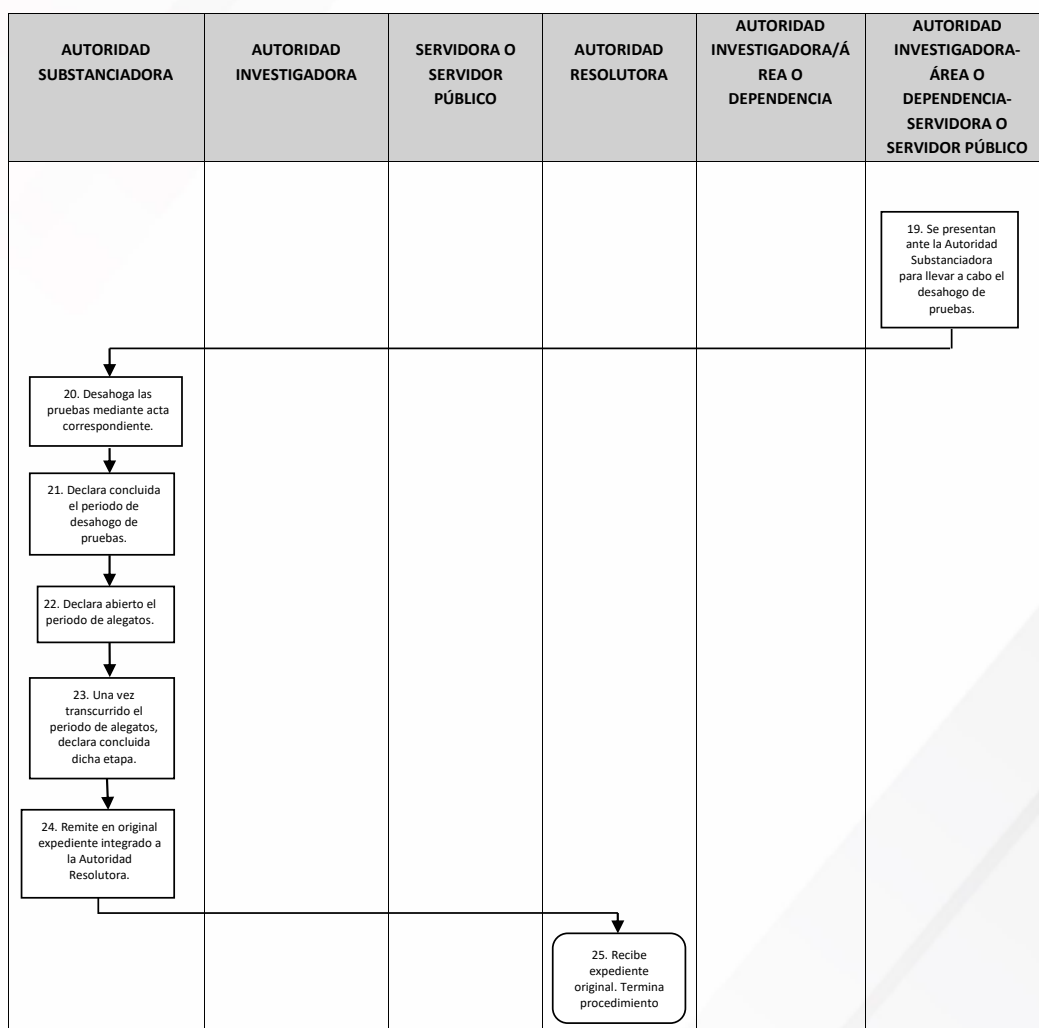 AUTORIDAD
SUBSTANCIADORA
AUTORIDAD
INVESTIGADORA
SERVIDORA O
SERVIDOR
PÚBLICO
AUTORIDAD
RESOLUTORA
AUTORIDAD
INVESTIGADORA/Á
REA O
DEPENDENCIA
AUTORIDAD
INVESTIGADORA-
ÁREA O
DEPENDENCIA-
SERVIDORA O
SERVIDOR PÚBLICO
19. Se presentan
ante la Autoridad
Substanciadora
para llevar a cabo el
desahogo de
pruebas.
20. Desahoga las
pruebas mediante acta
correspondiente.
21. Declara concluida
el periodo de
desahogo de
pruebas.
22. Declara abierto el
periodo de alegatos.
23. Una vez
transcurrido el
periodo de alegatos,
declara concluida
dicha etapa.
24. Remite en original
expediente integrado a
la Autoridad
Resolutora.
25. Recibe
expediente
original. Termina
procedimiento